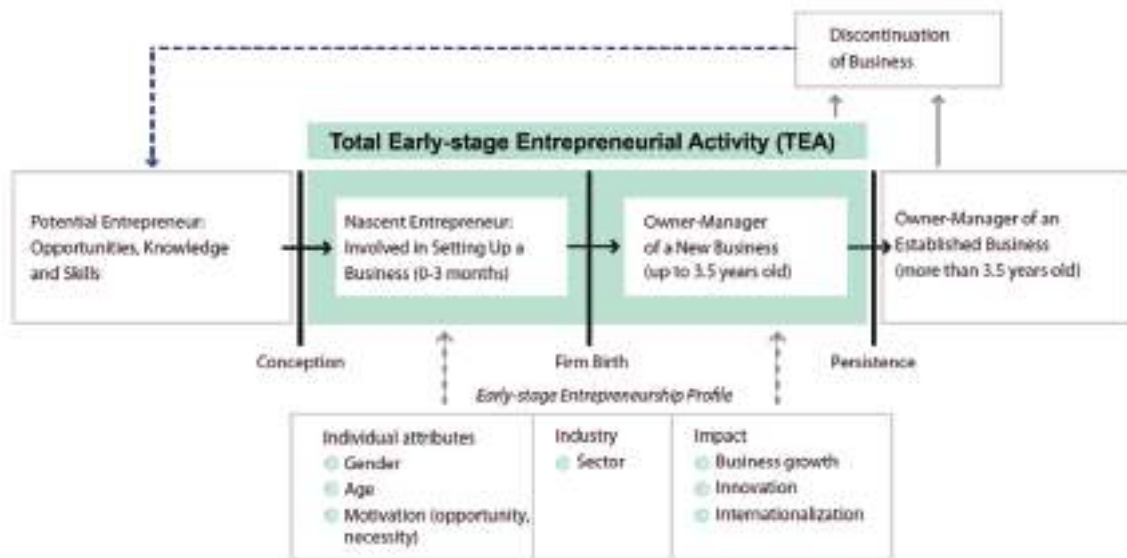 Discontinuation
of Business
Total Early-stage Entrepreneurial Activity (TEA)
Potential Entrepreneur:
Opportunities, Knowledge
and Skills
Nascent Entrepreneur:
Involved in Setting Up a
Business (0-3 months)
Owner-Manager
of a New Business
(up to 3.5 years old)
Owner-Manager of an
Established Business
(more than 3.5 years old)
Conception
Firm Birth
Persistence
Early-stage Entrepreneurship Profile
Individual attributes
Gender
Age
Motivation (opportunity,
necessity)
Industry
Sector
Impact
Business growth
Innovation
Internationalization